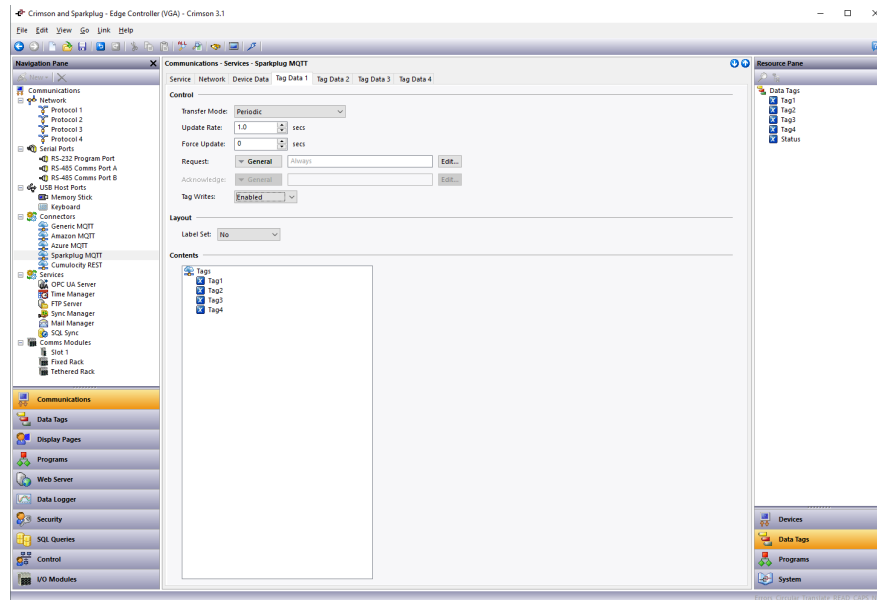 Crimson and Sparkplug - Edge Controller (VGA) - Crimson 3.1
File Edit View Go Link Help
Navigation Pane
New
Communications
Network
Protocol 1
Protocol 2
Protocol 3
Protocol 4
Serial Ports
RS-232 Program Port
RS-485 Comms Port A
RS-485 Comms Port B
USB Host Ports
Memory Stick
Keyboard
Connectors
Generic MQTT
Amazon MQTT
Azure MQTT
Sparkplug MQTT
Cumulocity REST
Services
OPC UA Server
Time Manager
FTP Server
Sync Manager
Mail Manager
SQL Sync
Comms Modules
Slot 1
Fixed Rack
Tethered Rack
Communications
Data Tags
Display Pages
Programs
Web Server
Data Logger
Security
SQL Queries
Control
I/O Modules
Communications - Services - Sparkplug MQTT
Service Network Device Data Tag Data 1 Tag Data 2 Tag Data 3 Tag Data 4
Control
Transfer Mode: Periodic
Update Rate: 1.0 secs
Force Update: 0 secs
Request: General Always Edit...
Acknowledge: General Edit...
Tag Writes: Enabled
Layout
Label Set: No
Contents
Tags
Tag1
Tag2
Tag3
Tag4
Resource Pane
Data Tags
Tag1
Tag2
Tag3
Tag4
Status
Devices
Data Tags
Programs
System